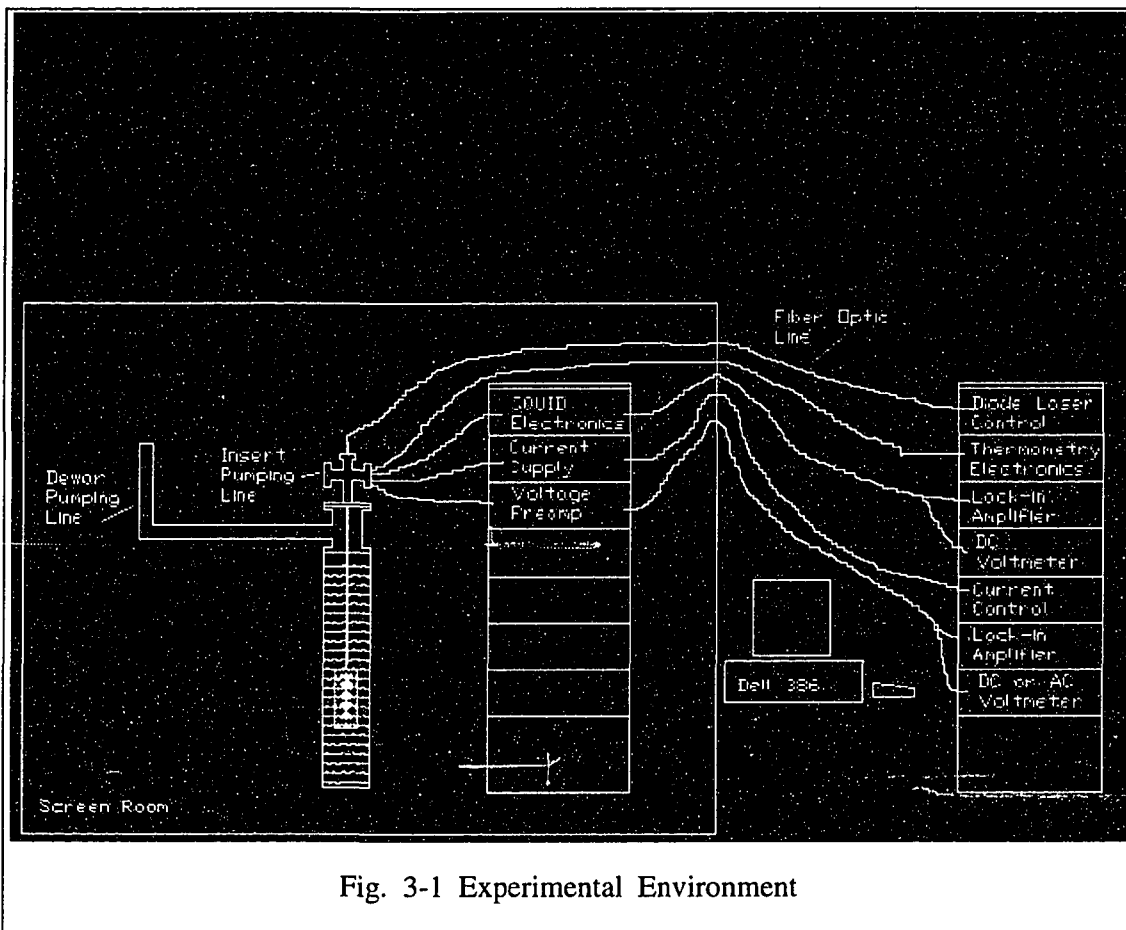 Fiber Optic
Line
SQUID
Electronics
Current
Supply
Voltage
Preamp
Insert
Pumping
Line
Dewar
Pumping
Line
Diode Laser
Control
Thermometry
Electronics
Lock-in
Amplifier
DC
Voltmeter
Current
Control
Lock-in
Amplifier
DC or AC
Voltmeter
Dell 386
Screen Room
Fig. 3-1 Experimental Environment